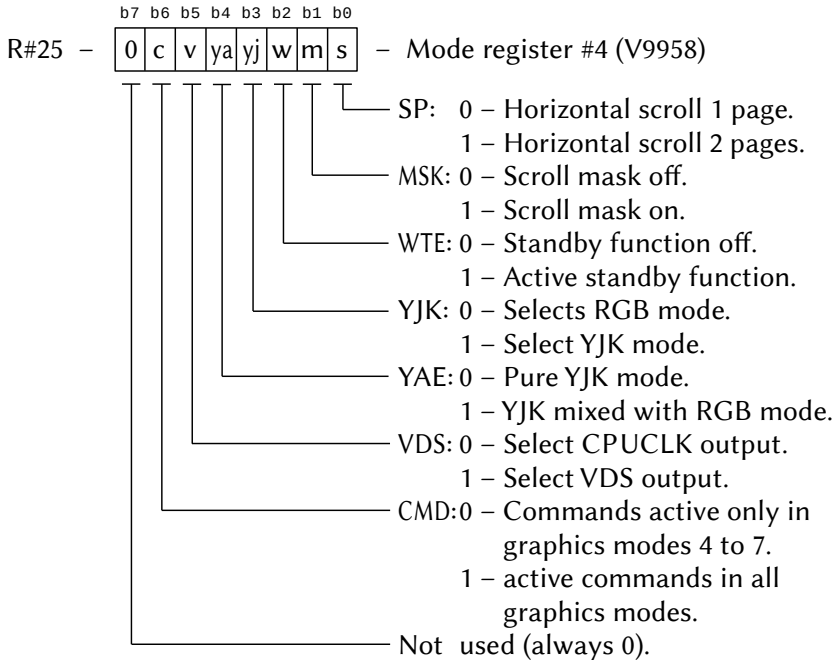 b7 b6 b5 b4 b3 b2 b1 b0
R#25 – 0 c v ya yj w m s – Mode register #4 (V9958)
SP: 0 – Horizontal scroll 1 page.
1 – Horizontal scroll 2 pages.
MSK: 0 – Scroll mask off.
1 – Scroll mask on.
WTE: 0 – Standby function off.
1 – Active standby function.
YJK: 0 – Selects RGB mode.
1 – Select YJK mode.
YAE: 0 – Pure YJK mode.
1 – YJK mixed with RGB mode.
VDS: 0 – Select CPUCLK output.
1 – Select VDS output.
CMD: 0 – Commands active only in
graphics modes 4 to 7.
1 – active commands in all
graphics modes.
Not used (always 0).